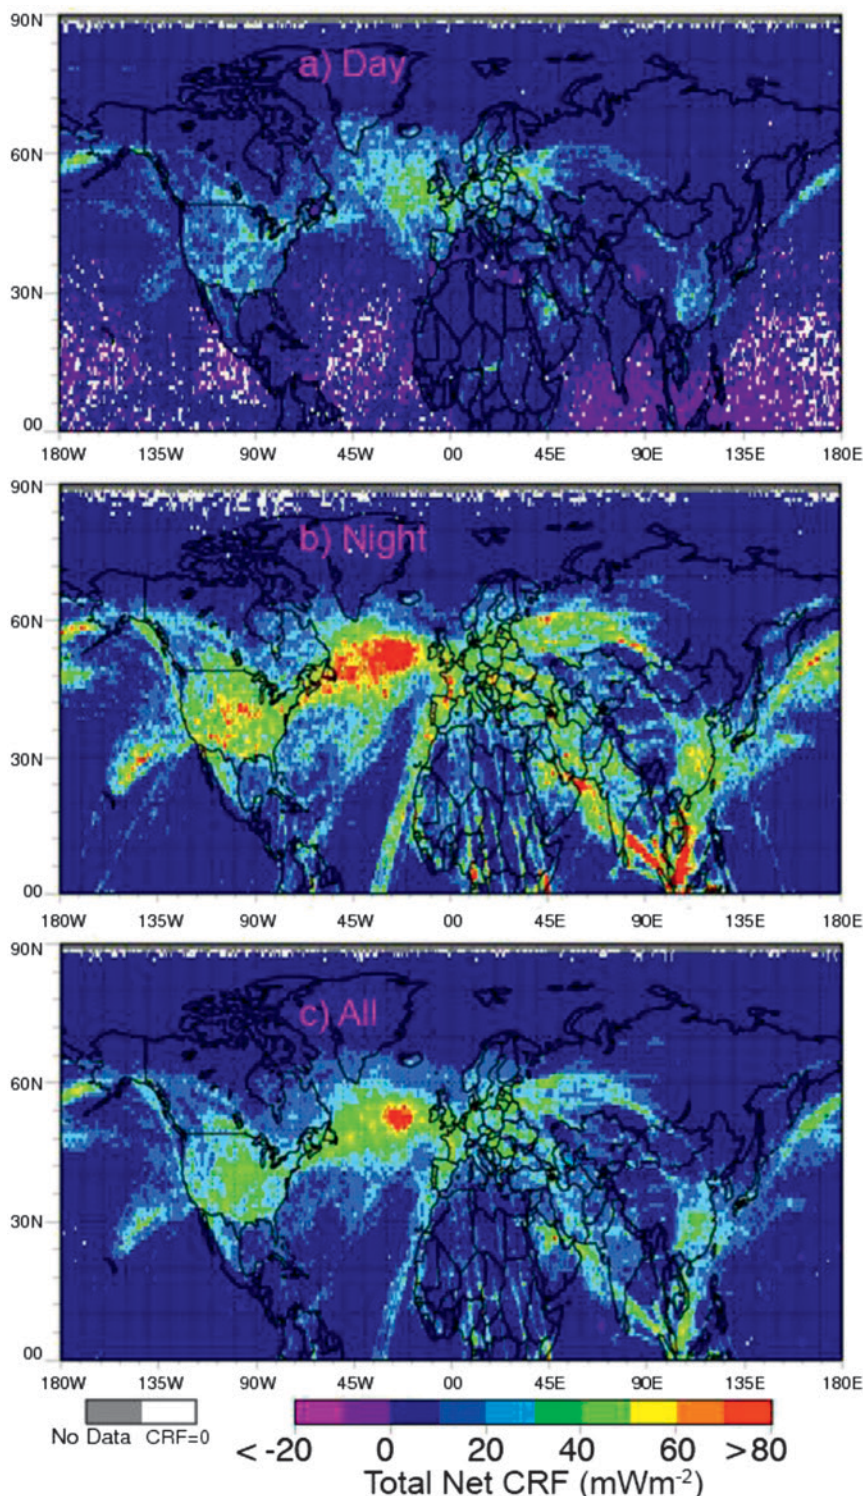 90N
a) Day
60N
30N
00
180W 135W 90W 45W 00 45E 90E 135E 180E
90N
b) Night
60N
30N
00
180W 135W 90W 45W 00 45E 90E 135E 180E
90N
c) All
60N
30N
00
180W 135W 90W 45W 00 45E 90E 135E 180E
No Data CRF=0
< -20 0 20 40 60 >80
Total Net CRF (mWm-2)